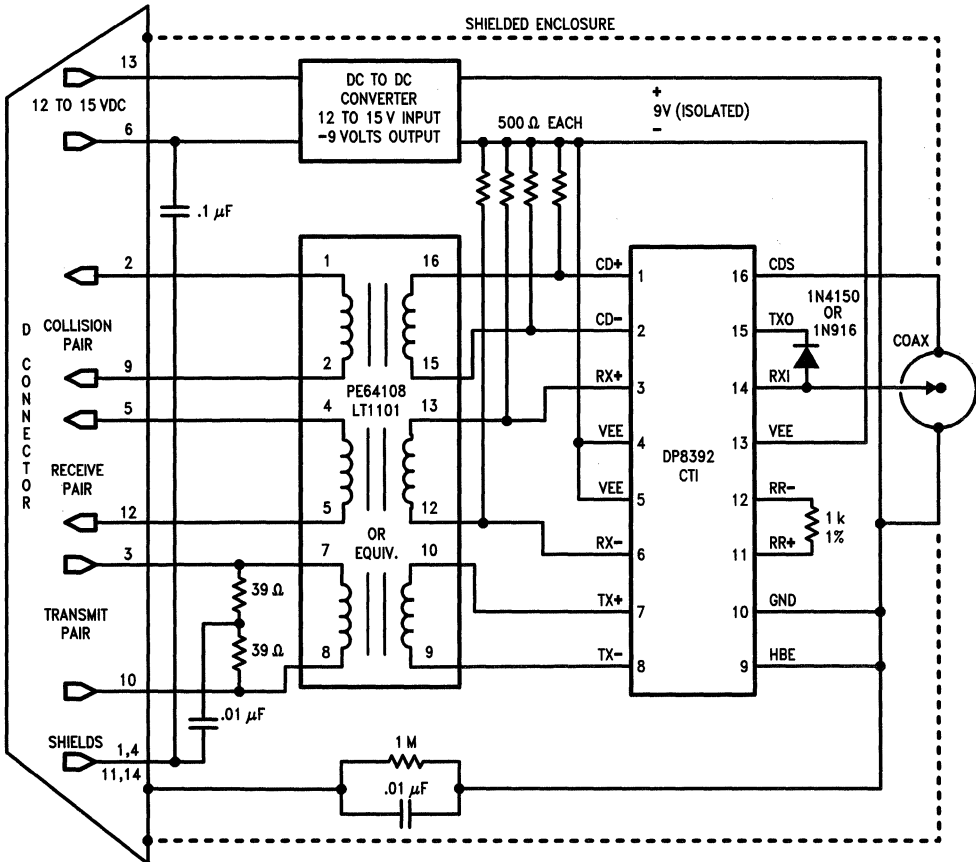 SHIELDED ENCLOSURE
13
12 TO 15 VDC
6
DC TO DC
CONVERTER
12 TO 15 V INPUT
-9 VOLTS OUTPUT
+
9V (ISOLATED)
-
500 Ω EACH
.1 μF
2
COLLISION
PAIR
9
5
RECEIVE
PAIR
12
3
TRANSMIT
PAIR
10
SHIELDS
1,4
11,14
D CONNECTOR
39 Ω
39 Ω
.01 μF
1
16
2
15
PE64108
LT1101
4
13
5
12
OR
EQUIV.
7
10
8
9
CD+
1
CD-
2
RX+
3
VEE
4
VEE
5
RX-
6
TX+
7
TX-
8
DP8392
CTI
16
CDS
15
TXO
14
RXI
13
VEE
12
RR-
11
RR+
10
GND
9
HBE
1N4150
OR
1N916
COAX
1 k
1%
1 M
.01 μF